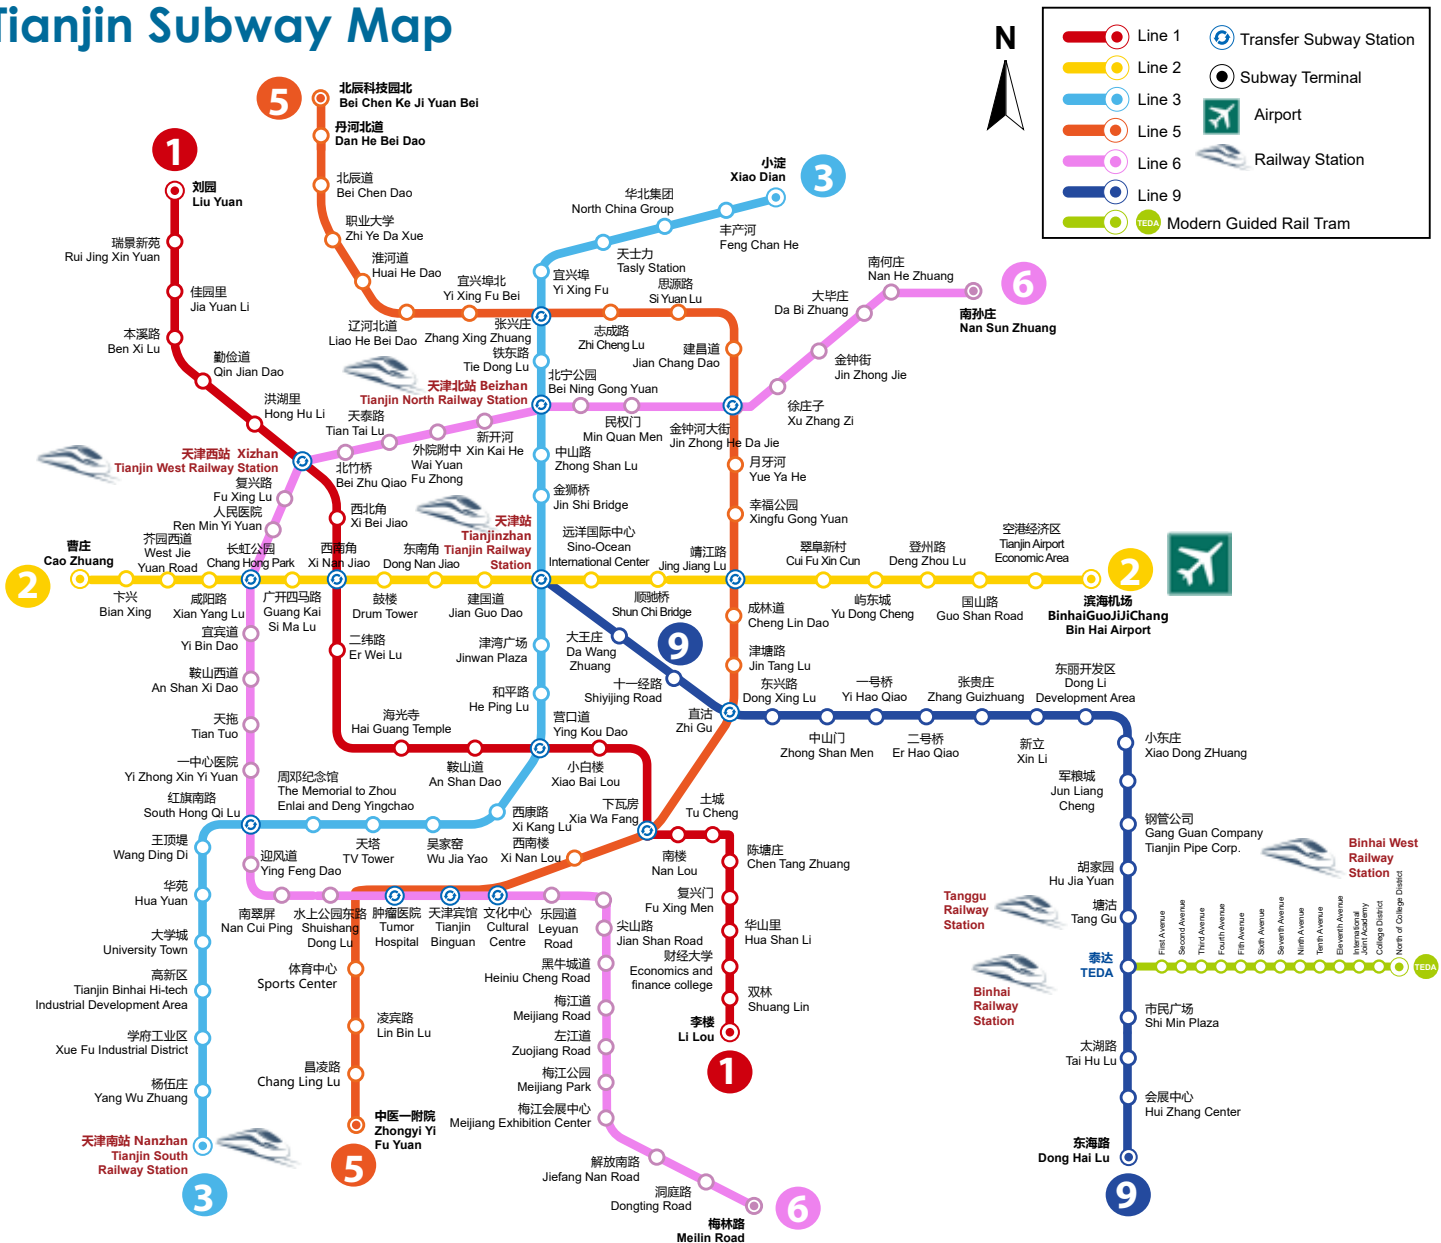 Tianjin Subway Map
N
Line 1
Line 2
Line 3
Line 5
Line 6
Line 9
TEDA Modern Guided Rail Tram
Transfer Subway Station
Subway Terminal
Airport
Railway Station
1
刘园
Liu Yuan
瑞景新苑
Rui Jing Xin Yuan
佳园里
Jia Yuan Li
本溪路
Ben Xi Lu
勤俭道
Qin Jian Dao
洪湖里
Hong Hu Li
天津西站 Xizhan
Tianjin West Railway Station
西北角
Xi Bei Jiao
西南角
Xi Nan Jiao
二纬路
Er Wei Lu
海光寺
Hai Guang Temple
鞍山道
An Shan Dao
营口道
Ying Kou Dao
小白楼
Xiao Bai Lou
下瓦房
Xia Wa Fang
南楼
Nan Lou
土城
Tu Cheng
陈塘庄
Chen Tang Zhuang
复兴门
Fu Xing Men
华山里
Hua Shan Li
财经大学
Economics and
finance college
双林
Shuang Lin
李楼
Li Lou
1
5
北辰科技园北
Bei Chen Ke Ji Yuan Bei
丹河北道
Dan He Bei Dao
北辰道
Bei Chen Dao
职业大学
Zhi Ye Da Xue
淮河道
Huai He Dao
辽河北道
Liao He Bei Dao
宜兴埠北
Yi Xing Fu Bei
张兴庄
Zhang Xing Zhuang
志成路
Zhi Cheng Lu
思源路
Si Yuan Lu
建昌道
Jian Chang Dao
金钟河大街
Jin Zhong He Da Jie
月牙河
Yue Ya He
幸福公园
Xingfu Gong Yuan
靖江路
Jing Jiang Lu
成林道
Cheng Lin Dao
津塘路
Jin Tang Lu
直沽
Zhi Gu
西南楼
Xi Nan Lou
文化中心
Cultural
Centre
天津宾馆
Tianjin
Binguan
肿瘤医院
Tumor
Hospital
体育中心
Sports Center
凌宾路
Lin Bin Lu
昌凌路
Chang Ling Lu
中医一附院
Zhongyi Yi
Fu Yuan
5
3
小淀
Xiao Dian
丰产河
Feng Chan He
华北集团
North China Group
天士力
Tasly Station
宜兴埠
Yi Xing Fu
铁东路
Tie Dong Lu
天津北站 Beizhan
Tianjin North Railway Station
中山路
Zhong Shan Lu
金狮桥
Jin Shi Bridge
天津站
Tianjinzhan
Tianjin Railway
Station
津湾广场
Jinwan Plaza
和平路
He Ping Lu
西康路
Xi Kang Lu
吴家窑
Wu Jia Yao
天塔
TV Tower
周邓纪念馆
The Memorial to Zhou
Enlai and Deng Yingchao
红旗南路
South Hong Qi Lu
王顶堤
Wang Ding Di
华苑
Hua Yuan
大学城
University Town
高新区
Tianjin Binhai Hi-tech
Industrial Development Area
学府工业区
Xue Fu Industrial District
杨伍庄
Yang Wu Zhuang
天津南站 Nanzhan
Tianjin South
Railway Station
3
6
南孙庄
Nan Sun Zhuang
南何庄
Nan He Zhuang
大毕庄
Da Bi Zhuang
金钟街
Jin Zhong Jie
徐庄子
Xu Zhang Zi
民权门
Min Quan Men
北宁公园
Bei Ning Gong Yuan
新开河
Xin Kai He
外院附中
Wai Yuan
Fu Zhong
天泰路
Tian Tai Lu
北竹桥
Bei Zhu Qiao
复兴路
Fu Xing Lu
人民医院
Ren Min Yi Yuan
长虹公园
Chang Hong Park
宜宾道
Yi Bin Dao
鞍山西道
An Shan Xi Dao
天拖
Tian Tuo
一中心医院
Yi Zhong Xin Yi Yuan
迎风道
Ying Feng Dao
南翠屏
Nan Cui Ping
水上公园东路
Shuishang
Dong Lu
乐园道
Leyuan
Road
尖山路
Jian Shan Road
黑牛城道
Heiniu Cheng Road
梅江道
Meijiang Road
左江道
Zuojiang Road
梅江公园
Meijiang Park
梅江会展中心
Meijiang Exhibition Center
解放南路
Jiefang Nan Road
洞庭路
Dongting Road
梅林路
Meilin Road
6
2
曹庄
Cao Zhuang
卞兴
Bian Xing
芥园西道
West Jie
Yuan Road
咸阳路
Xian Yang Lu
广开四马路
Guang Kai
Si Ma Lu
鼓楼
Drum Tower
东南角
Dong Nan Jiao
建国道
Jian Guo Dao
远洋国际中心
Sino-Ocean
International Center
顺驰桥
Shun Chi Bridge
翠阜新村
Cui Fu Xin Cun
屿东城
Yu Dong Cheng
登州路
Deng Zhou Lu
国山路
Guo Shan Road
空港经济区
Tianjin Airport
Economic Area
滨海机场
BinhaiGuoJiJiChang
Bin Hai Airport
2
9
大王庄
Da Wang
Zhuang
十一经路
Shiyijing Road
东兴路
Dong Xing Lu
中山门
Zhong Shan Men
一号桥
Yi Hao Qiao
二号桥
Er Hao Qiao
张贵庄
Zhang Guizhuang
新立
Xin Li
东丽开发区
Dong Li
Development Area
小东庄
Xiao Dong ZHuang
军粮城
Jun Liang
Cheng
钢管公司
Gang Guan Company
Tianjin Pipe Corp.
胡家园
Hu Jia Yuan
塘沽
Tang Gu
泰达
TEDA
市民广场
Shi Min Plaza
太湖路
Tai Hu Lu
会展中心
Hui Zhang Center
东海路
Dong Hai Lu
9
Tanggu
Railway
Station
Binhai
Railway
Station
Binhai West
Railway
Station
First Avenue
Second Avenue
Third Avenue
Fourth Avenue
Fith Avenue
Sixth Avenue
Seventh Avenue
Ninth Avenue
Tenth Avenue
Eleventh Avenue
International
Joint Academy
College District
North of College District
TEDA